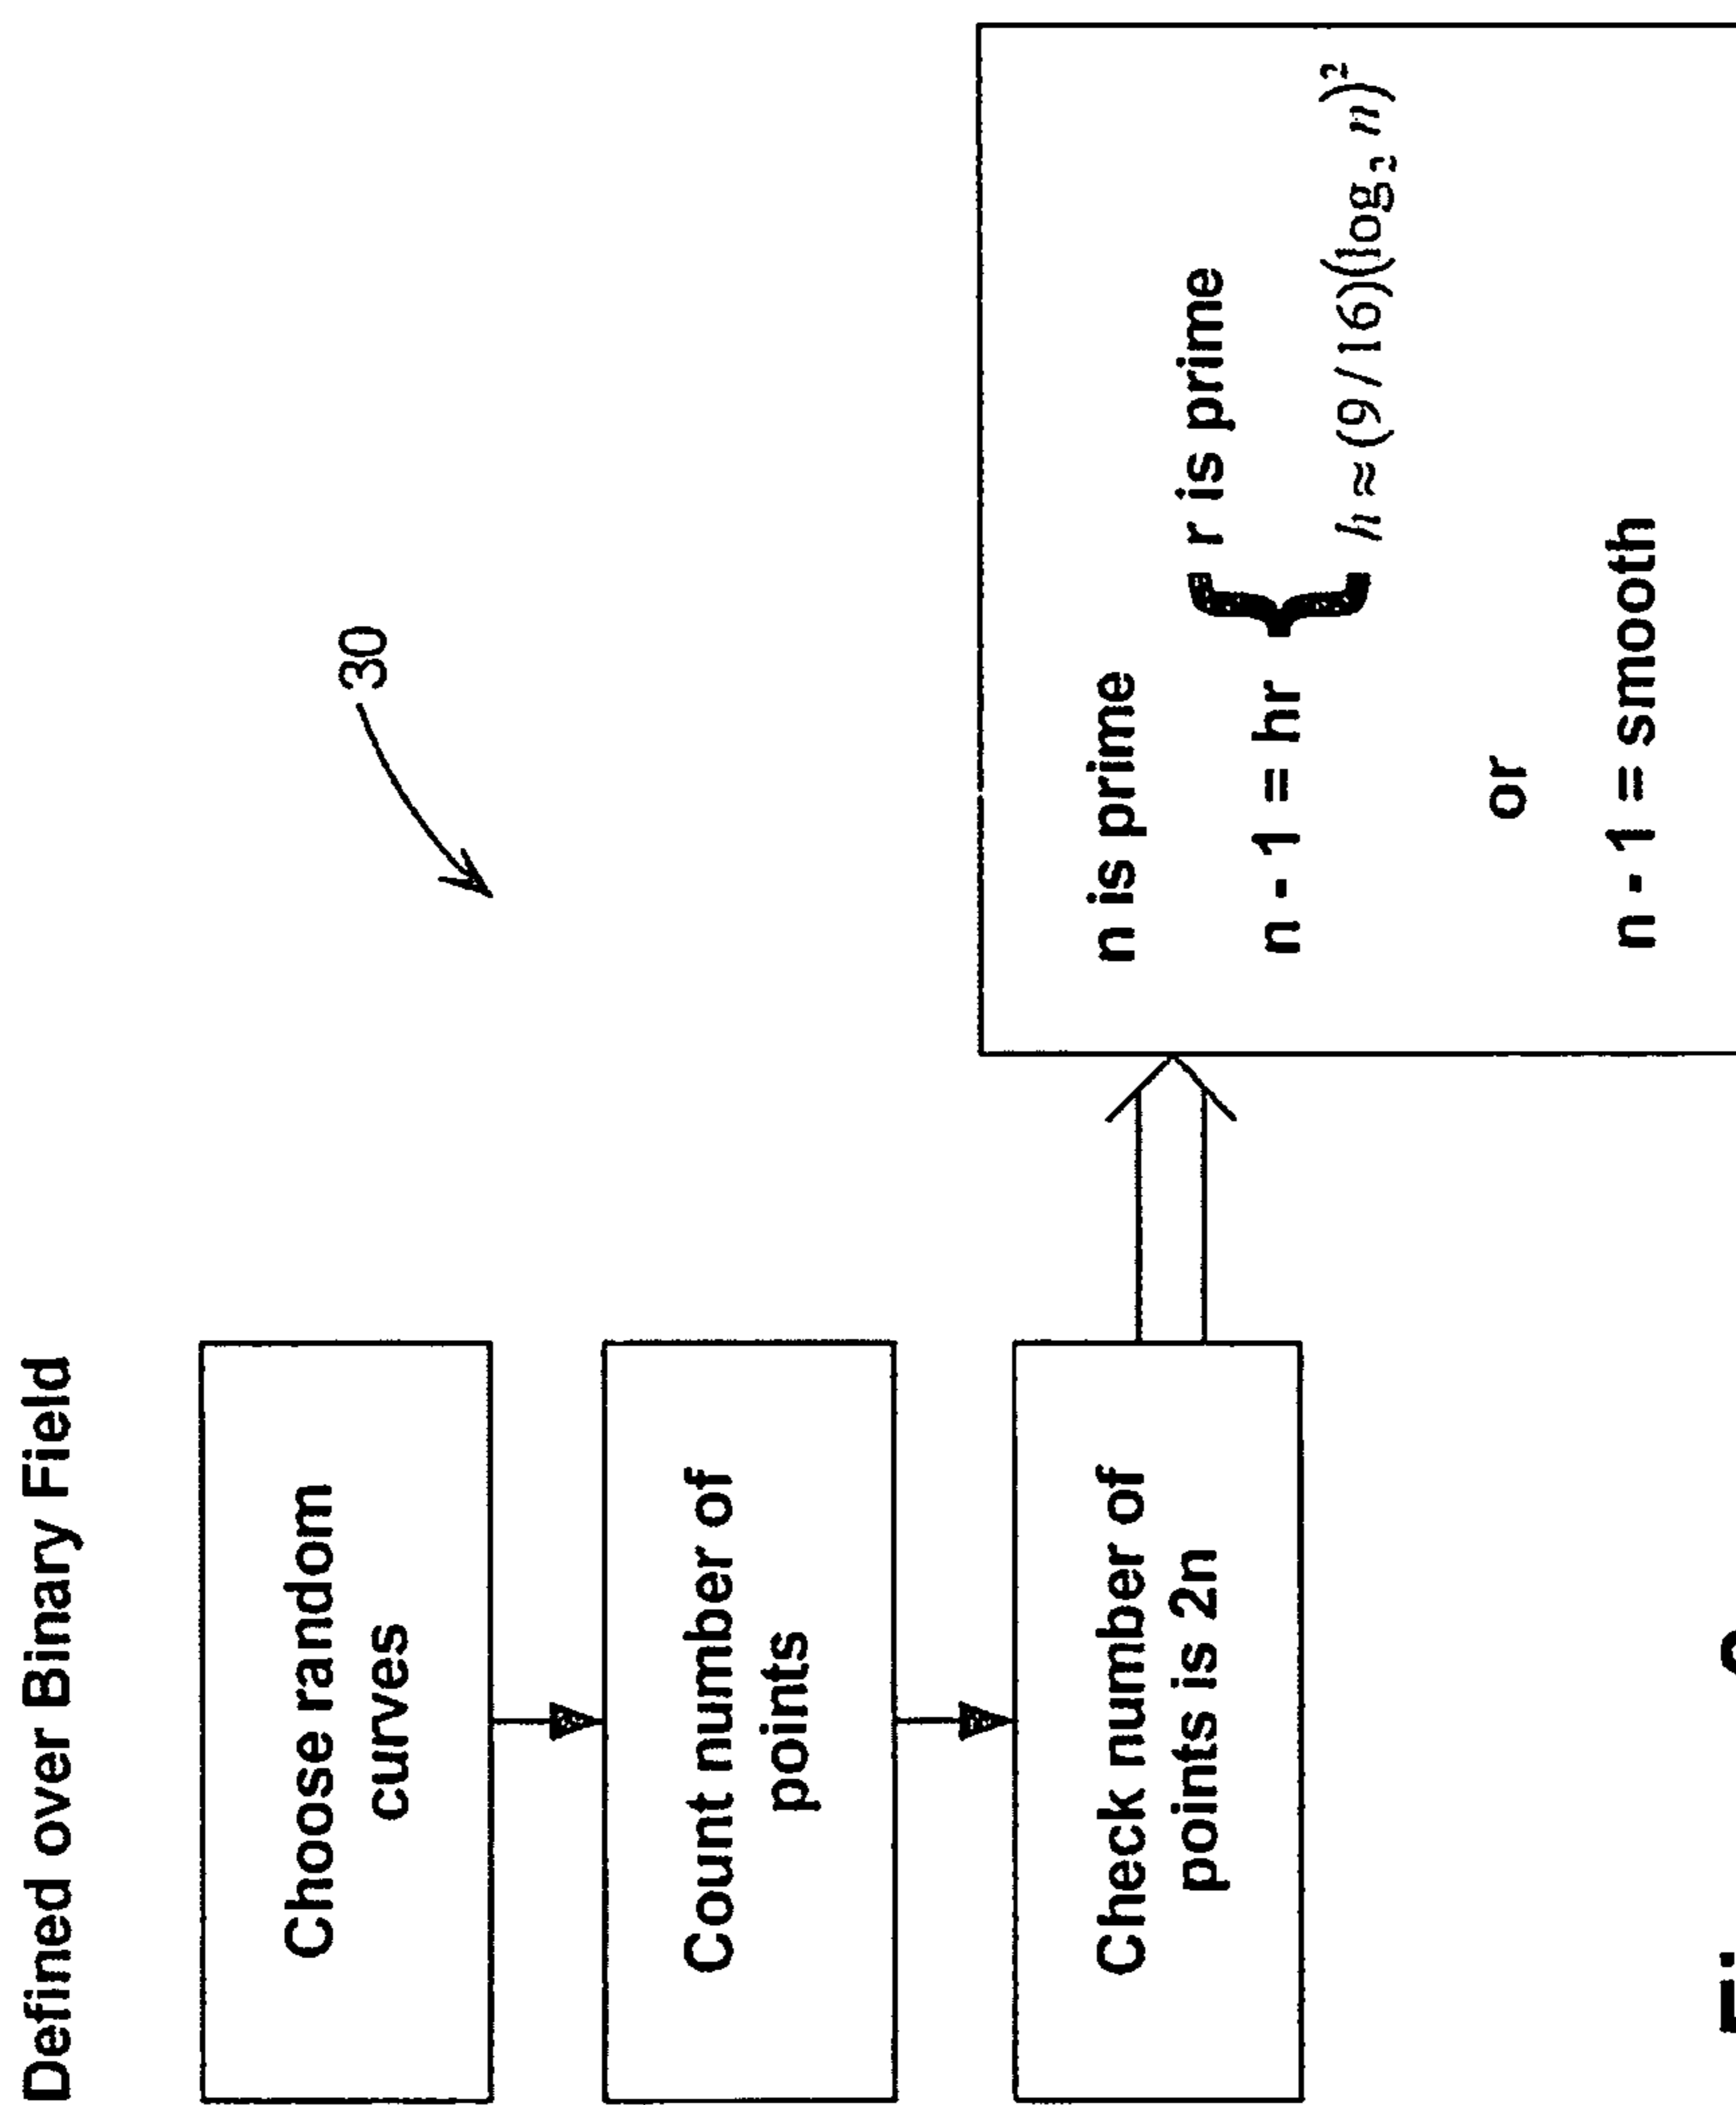 Defined over Binary Field
30
Choose random
curves
Count number of
points
Check number of
points is 2n
n is prime
n - 1 = hr { r is prime
h ≈ (9/16)(log₂ n)²
or
n - 1 = smooth